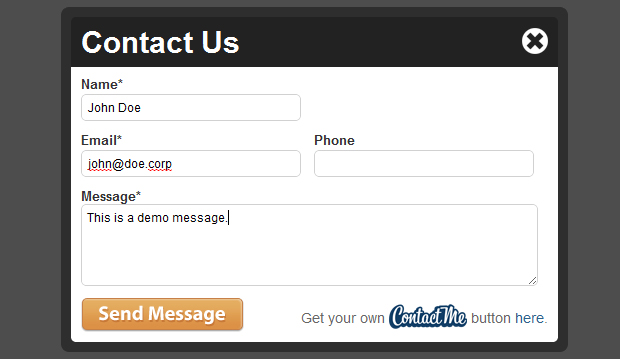 Contact Us
Name*
John Doe
Email* Phone
john@doe.corp
Message*
This is a demo message.
Send Message
Get your own ContactMe button here.